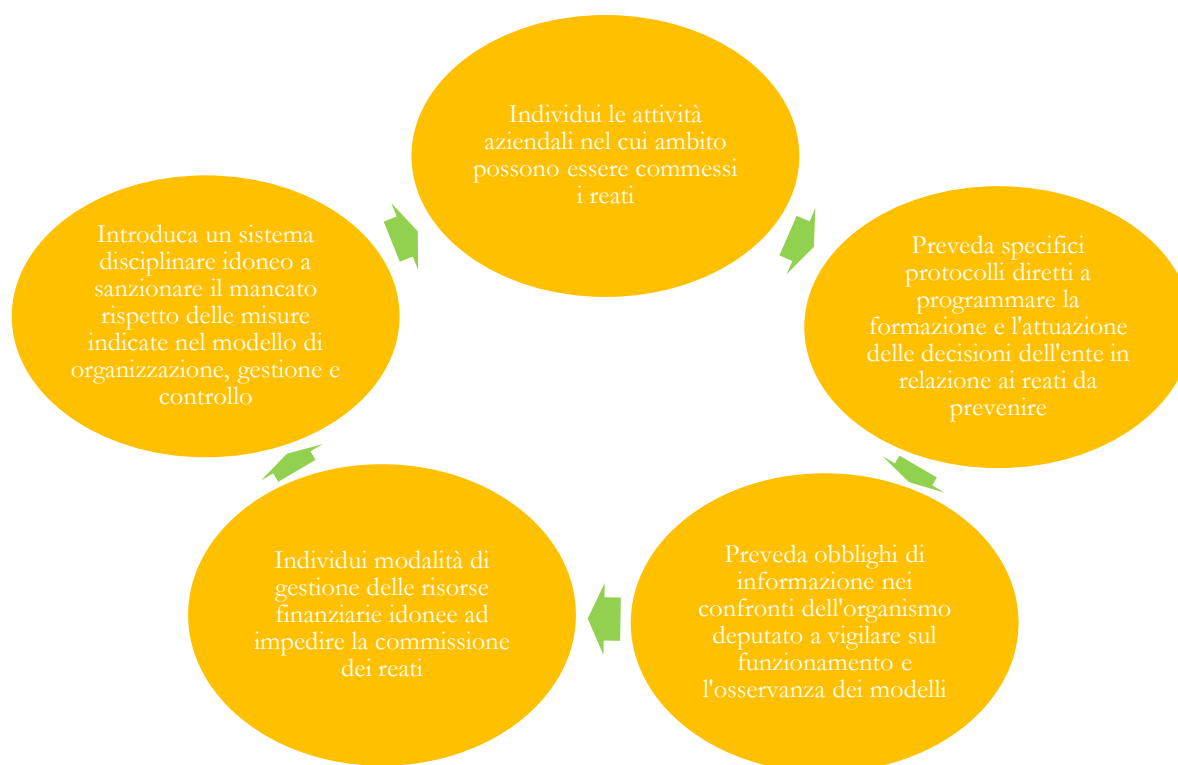 Individui le attività
aziendali nel cui ambito
possono essere commessi
i reati
Preveda specifici
protocolli diretti a
programmare la
formazione e l'attuazione
delle decisioni dell'ente in
relazione ai reati da
prevenire
Preveda obblighi di
informazione nei
confronti dell'organismo
deputato a vigilare sul
funzionamento e
l'osservanza dei modelli
Individui modalità di
gestione delle risorse
finanziarie idonee ad
impedire la commissione
dei reati
Introduca un sistema
disciplinare idoneo a
sanzionare il mancato
rispetto delle misure
indicate nel modello di
organizzazione, gestione e
controllo